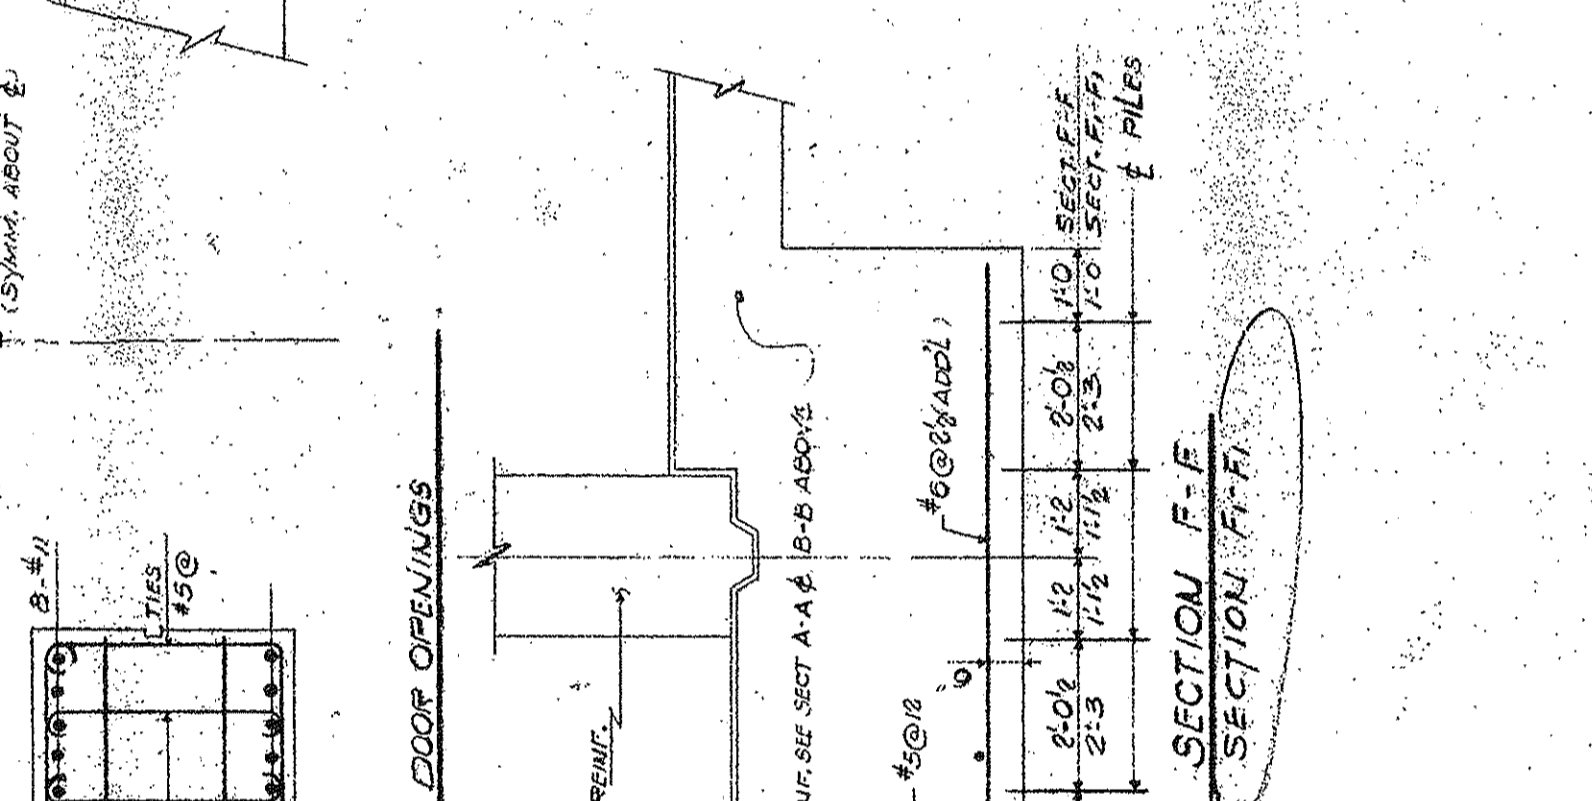 (SYMM. ABOUT ℄
8-#11
TIES
#5@
DOOR OPENINGS
REINF.
SEE SECT A-A & B-B ABOVE
#6@ (ADD'L)
#5@12
6"
2'-0½ 1'-2 1'-2 2'-0½ 1'-0 SECT. F-F
2'-3 1'-1½ 1'-1½ 2'-3 1'-0 SECT. F1-F1
℄ PILES
SECTION F-F
SECTION F1-F1